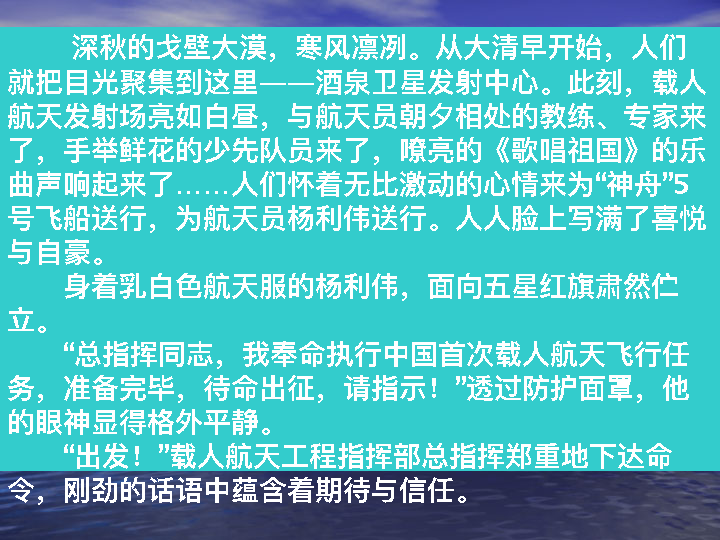 深秋的戈壁大漠，寒风凛冽。从大清早开始，人们
就把目光聚集到这里——酒泉卫星发射中心。此刻，载人
航天发射场亮如白昼，与航天员朝夕相处的教练、专家来
了，手举鲜花的少先队员来了，嘹亮的《歌唱祖国》的乐
曲声响起来了……人们怀着无比激动的心情来为“神舟”5
号飞船送行，为航天员杨利伟送行。人人脸上写满了喜悦
与自豪。
身着乳白色航天服的杨利伟，面向五星红旗肃然伫
立。
“总指挥同志，我奉命执行中国首次载人航天飞行任
务，准备完毕，待命出征，请指示！”透过防护面罩，他
的眼神显得格外平静。
“出发！”载人航天工程指挥部总指挥郑重地下达命
令，刚劲的话语中蕴含着期待与信任。